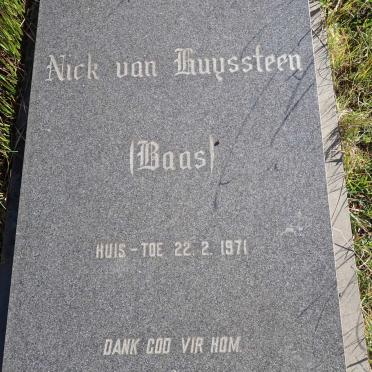 Nick van Huyssteen
(Baas)
HUIS - TOE 22. 2. 1971
DANK GOD VIR HOM